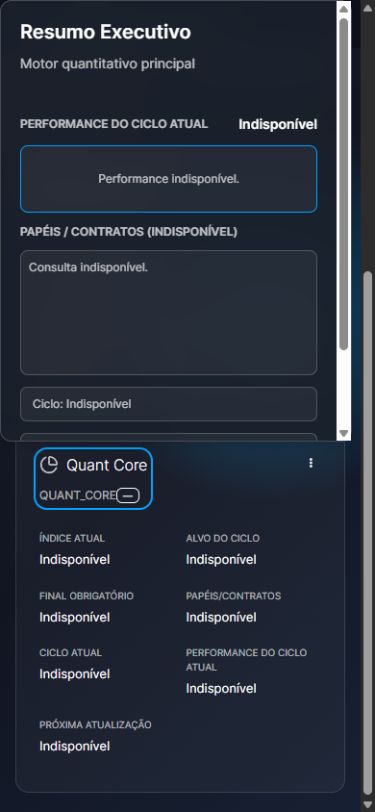 Resumo Executivo
Motor quantitativo principal
PERFORMANCE DO CICLO ATUAL
Indisponível
Performance indisponível.
PAPÉIS / CONTRATOS (INDISPONÍVEL)
Consulta indisponível.
Ciclo: Indisponível
Quant Core
QUANT_CORE
ÍNDICE ATUAL
Indisponível
ALVO DO CICLO
Indisponível
FINAL OBRIGATÓRIO
Indisponível
PAPÉIS/CONTRATOS
Indisponível
CICLO ATUAL
Indisponível
PERFORMANCE DO CICLO
ATUAL
Indisponível
PRÓXIMA ATUALIZAÇÃO
Indisponível